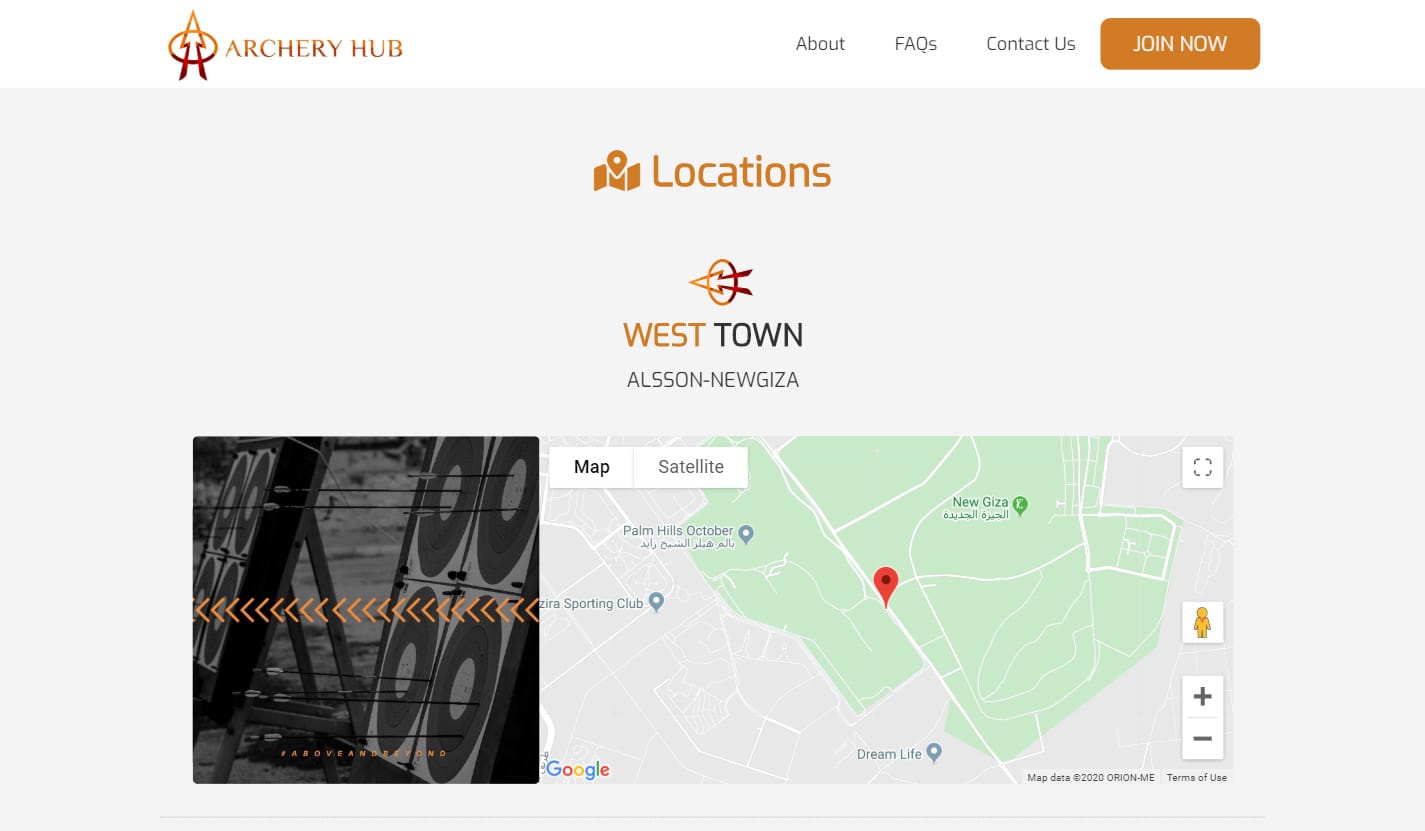 ARCHERY HUB
About
FAQs
Contact Us
JOIN NOW
Locations
WEST TOWN
ALSSON-NEWGIZA
Map
Satellite
New Giza
الجيزة الجديدة
Palm Hills October
بالم هيلز الشيخ زايد
zira Sporting Club
#ABOVEANDBEYOND
Dream Life
Google
Map data ©2020 ORION-ME
Terms of Use